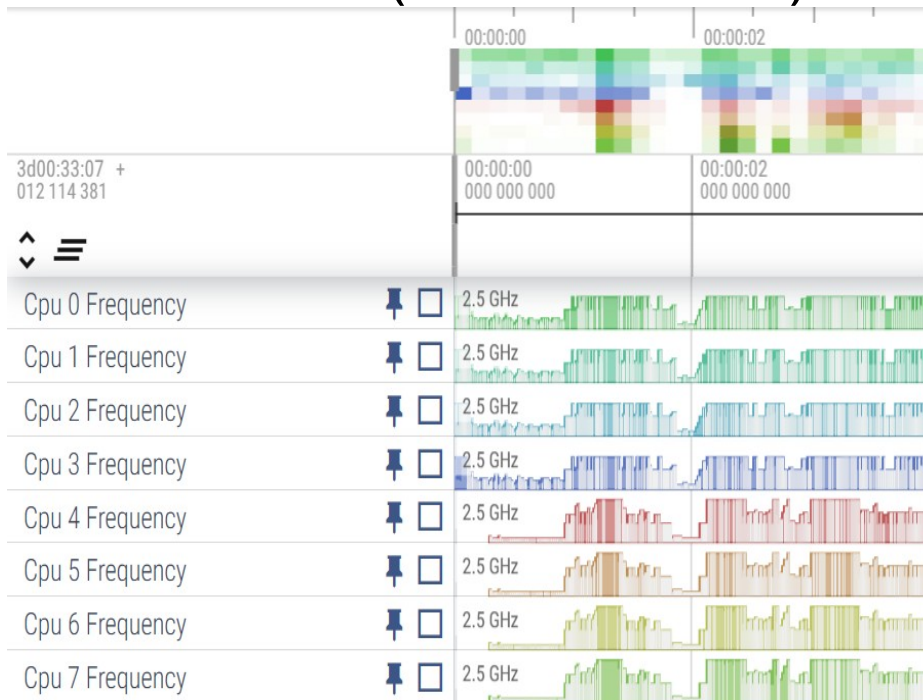 00:00:00 00:00:02
3d00:33:07 + 00:00:00 00:00:02
012 114 381 000 000 000 000 000 000
Cpu 0 Frequency 2.5 GHz
Cpu 1 Frequency 2.5 GHz
Cpu 2 Frequency 2.5 GHz
Cpu 3 Frequency 2.5 GHz
Cpu 4 Frequency 2.5 GHz
Cpu 5 Frequency 2.5 GHz
Cpu 6 Frequency 2.5 GHz
Cpu 7 Frequency 2.5 GHz